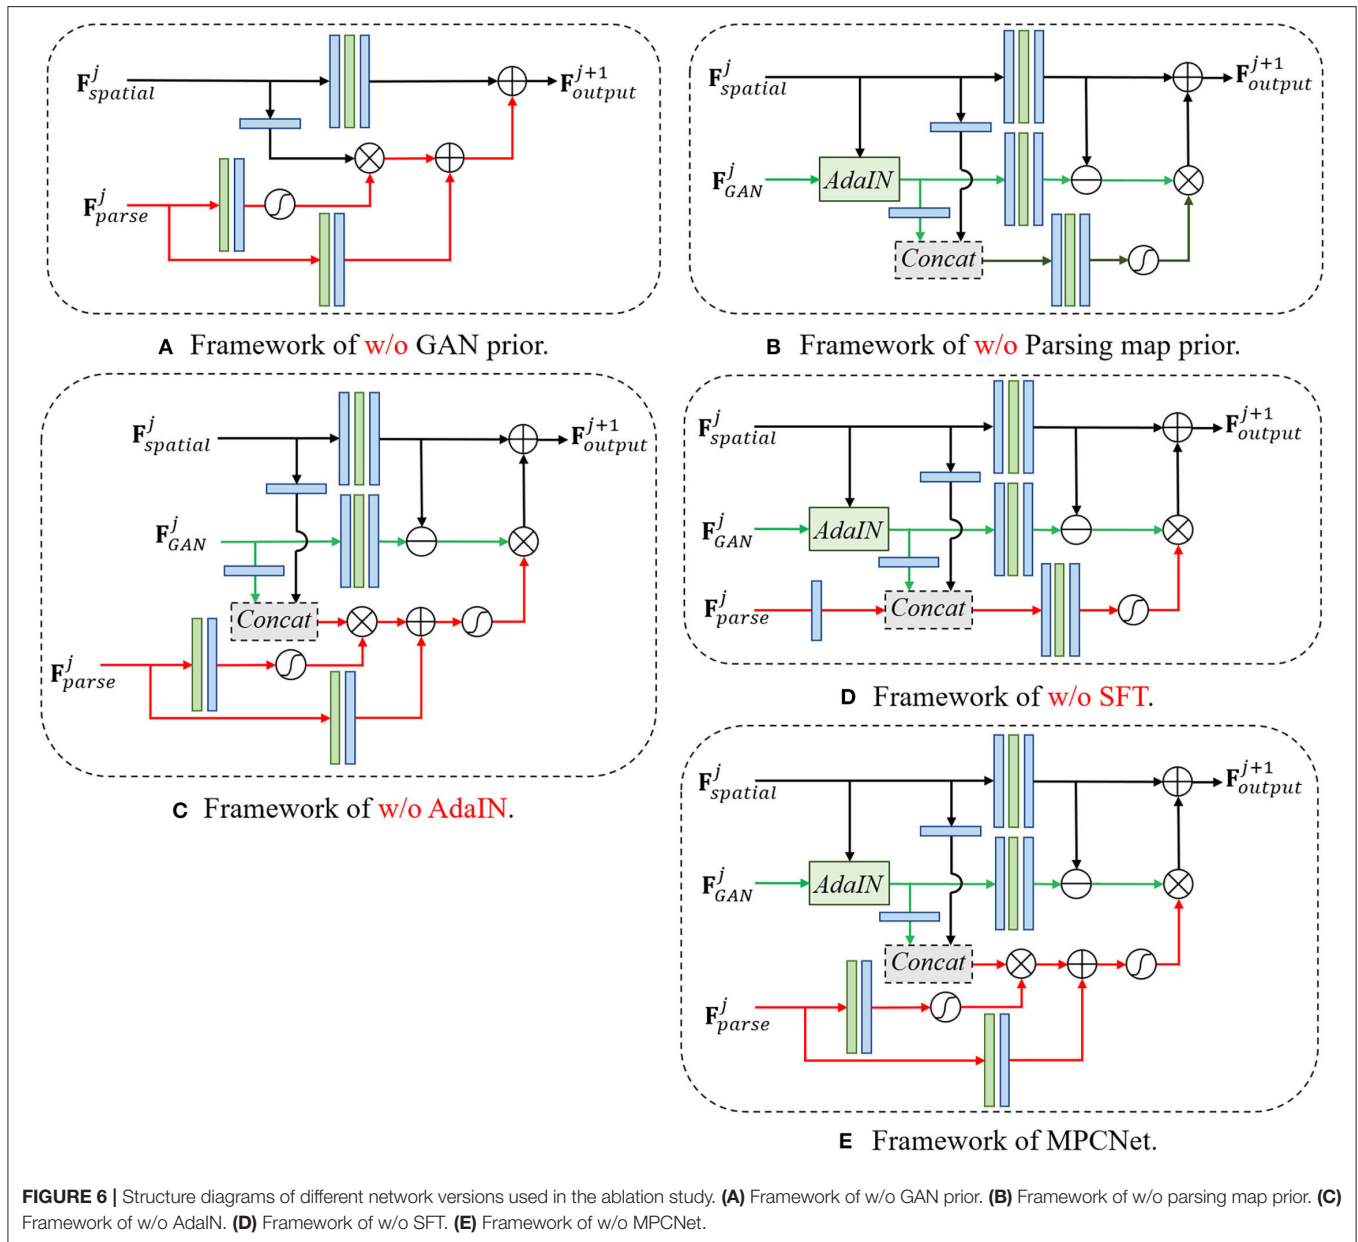 F^j_spatial
F^{j+1}_output
F^j_parse
A Framework of w/o GAN prior.
F^j_spatial
F^{j+1}_output
F^j_GAN
AdaIN
Concat
B Framework of w/o Parsing map prior.
F^j_spatial
F^{j+1}_output
F^j_GAN
Concat
F^j_parse
C Framework of w/o AdaIN.
F^j_spatial
F^{j+1}_output
F^j_GAN
AdaIN
F^j_parse
Concat
D Framework of w/o SFT.
F^j_spatial
F^{j+1}_output
F^j_GAN
AdaIN
Concat
F^j_parse
E Framework of MPCNet.
FIGURE 6 | Structure diagrams of different network versions used in the ablation study. (A) Framework of w/o GAN prior. (B) Framework of w/o parsing map prior. (C)
Framework of w/o AdaIN. (D) Framework of w/o SFT. (E) Framework of w/o MPCNet.